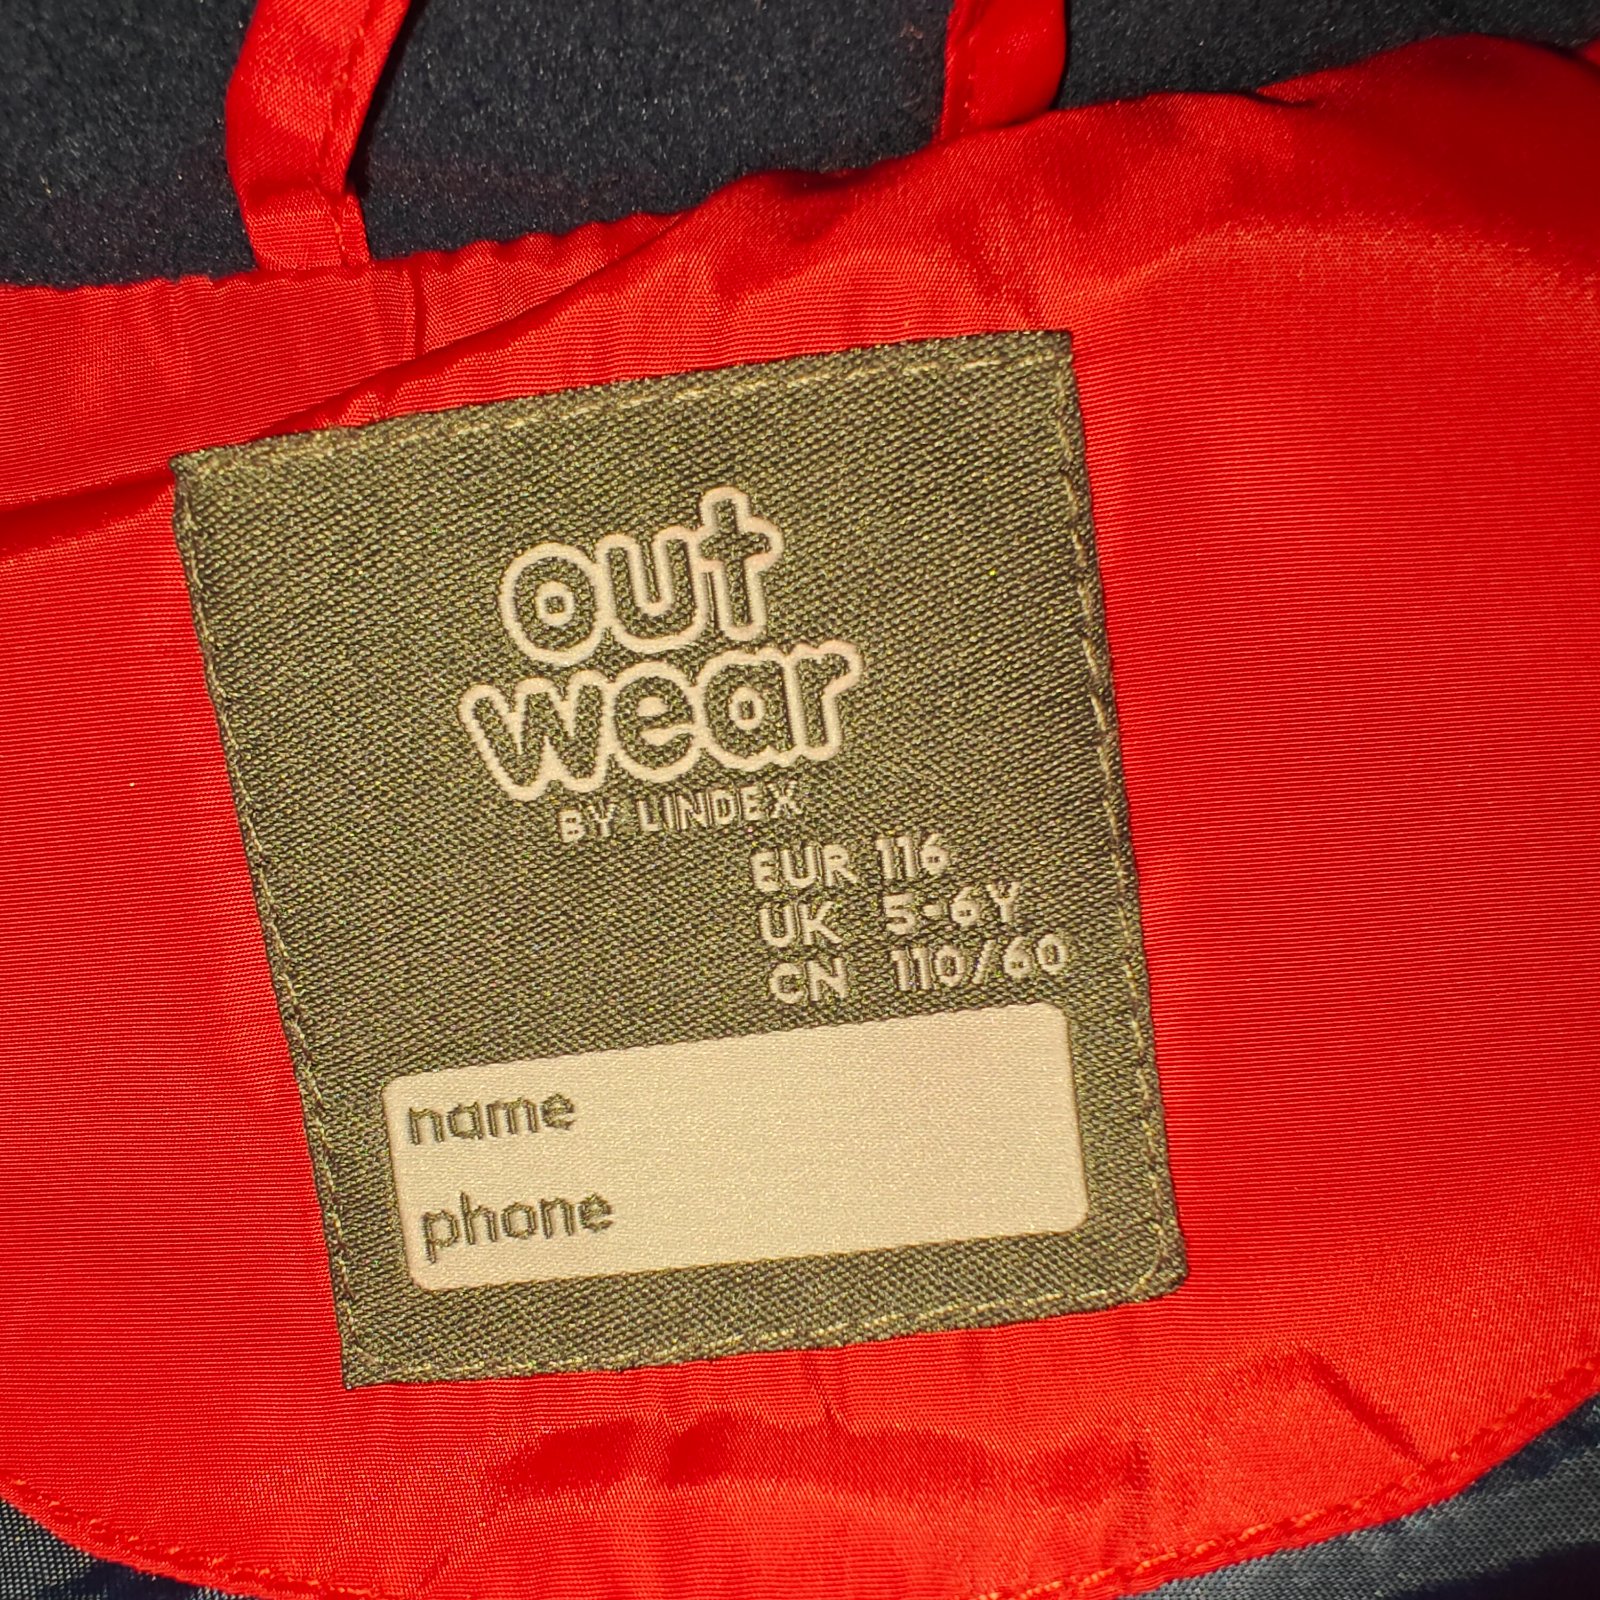 out
wear
BY LINDEX
EUR 116
UK 5-6Y
CN 110/60
name
phone